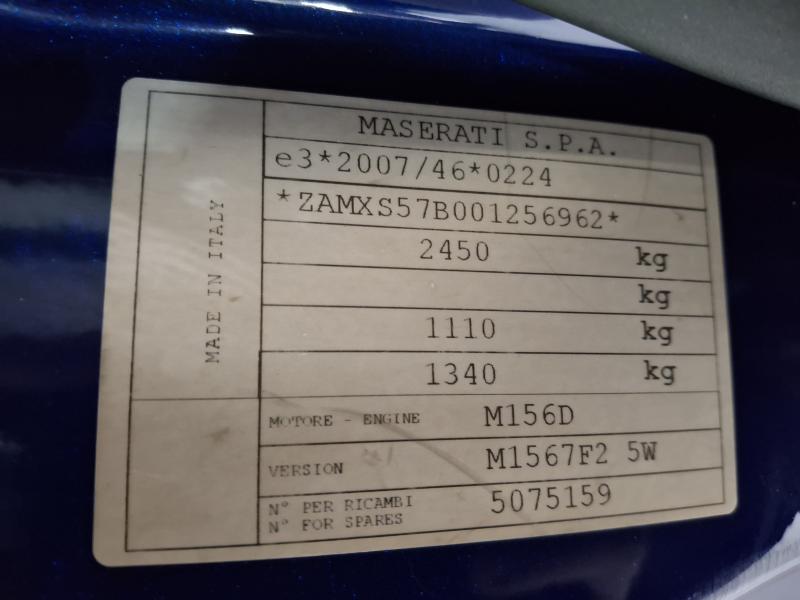 MASERATI S.P.A.
e3*2007/46*0224
*ZAMXS57B001256962*
2450 kg
kg
1110 kg
1340 kg
MADE IN ITALY
MOTORE - ENGINE M156D
VERSION M1567F2 5W
N° PER RICAMBI 5075159
N° FOR SPARES